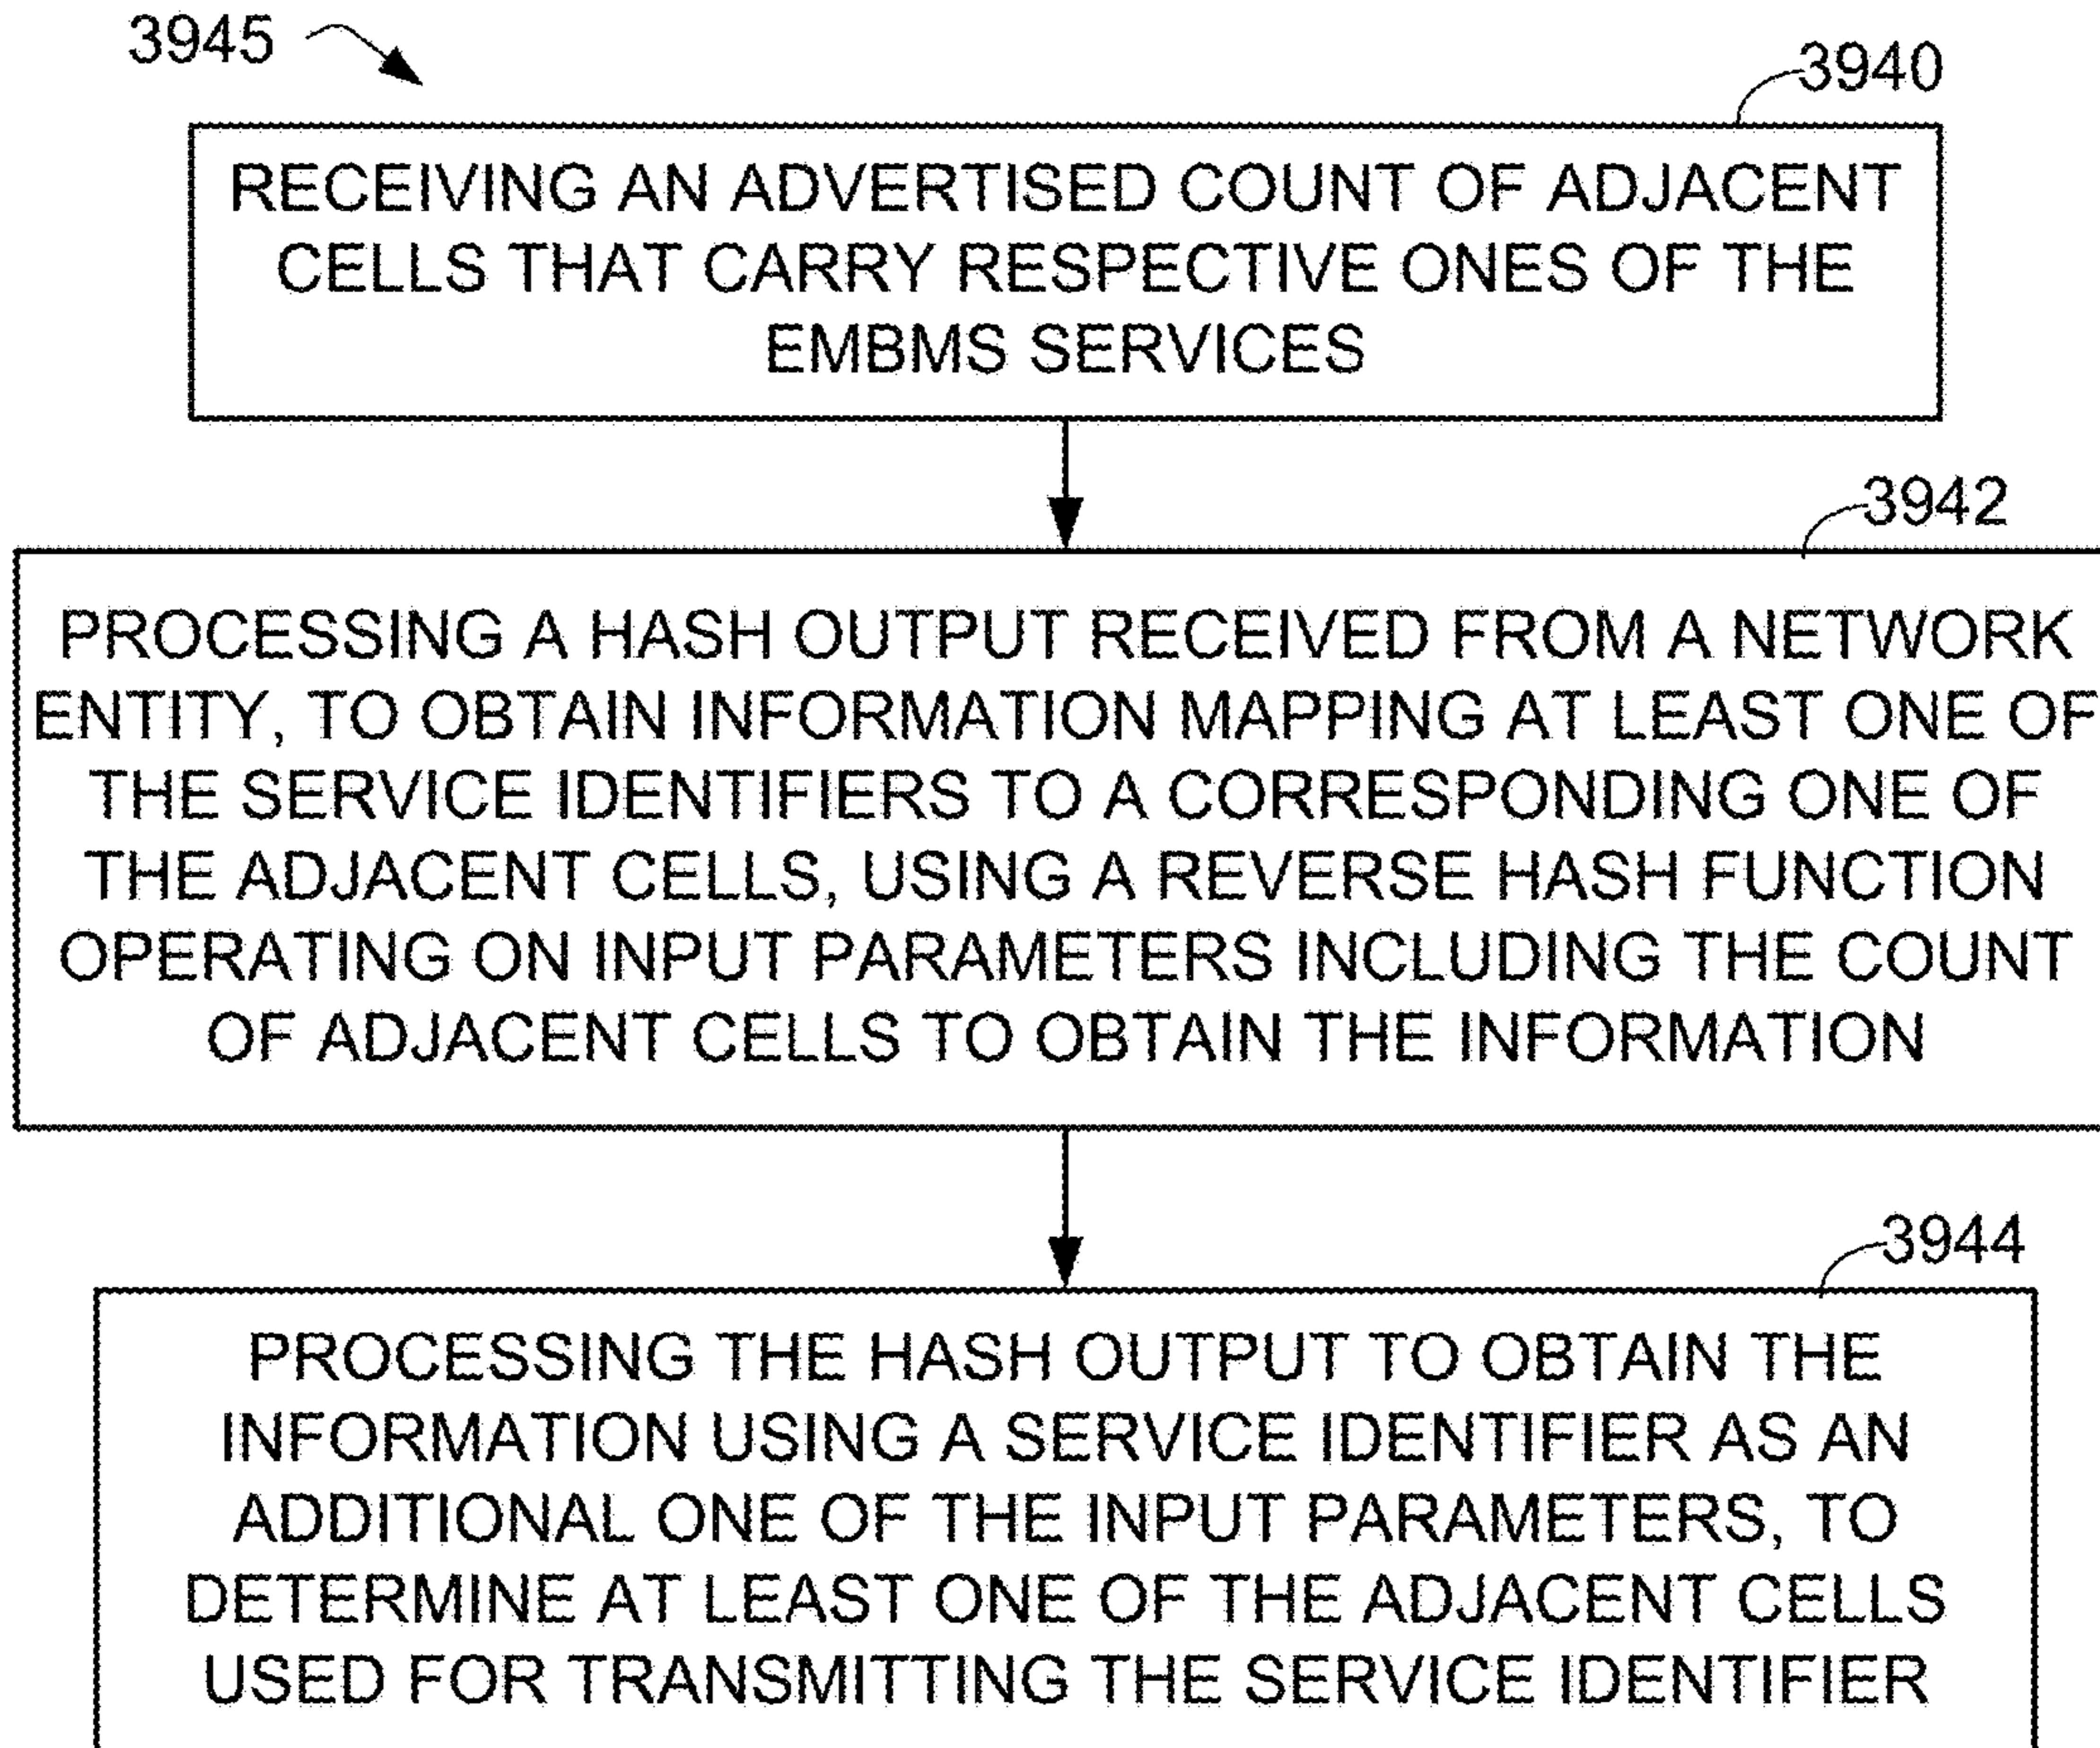 3945
3940
RECEIVING AN ADVERTISED COUNT OF ADJACENT
CELLS THAT CARRY RESPECTIVE ONES OF THE
EMBMS SERVICES
3942
PROCESSING A HASH OUTPUT RECEIVED FROM A NETWORK
ENTITY, TO OBTAIN INFORMATION MAPPING AT LEAST ONE OF
THE SERVICE IDENTIFIERS TO A CORRESPONDING ONE OF
THE ADJACENT CELLS, USING A REVERSE HASH FUNCTION
OPERATING ON INPUT PARAMETERS INCLUDING THE COUNT
OF ADJACENT CELLS TO OBTAIN THE INFORMATION
3944
PROCESSING THE HASH OUTPUT TO OBTAIN THE
INFORMATION USING A SERVICE IDENTIFIER AS AN
ADDITIONAL ONE OF THE INPUT PARAMETERS, TO
DETERMINE AT LEAST ONE OF THE ADJACENT CELLS
USED FOR TRANSMITTING THE SERVICE IDENTIFIER